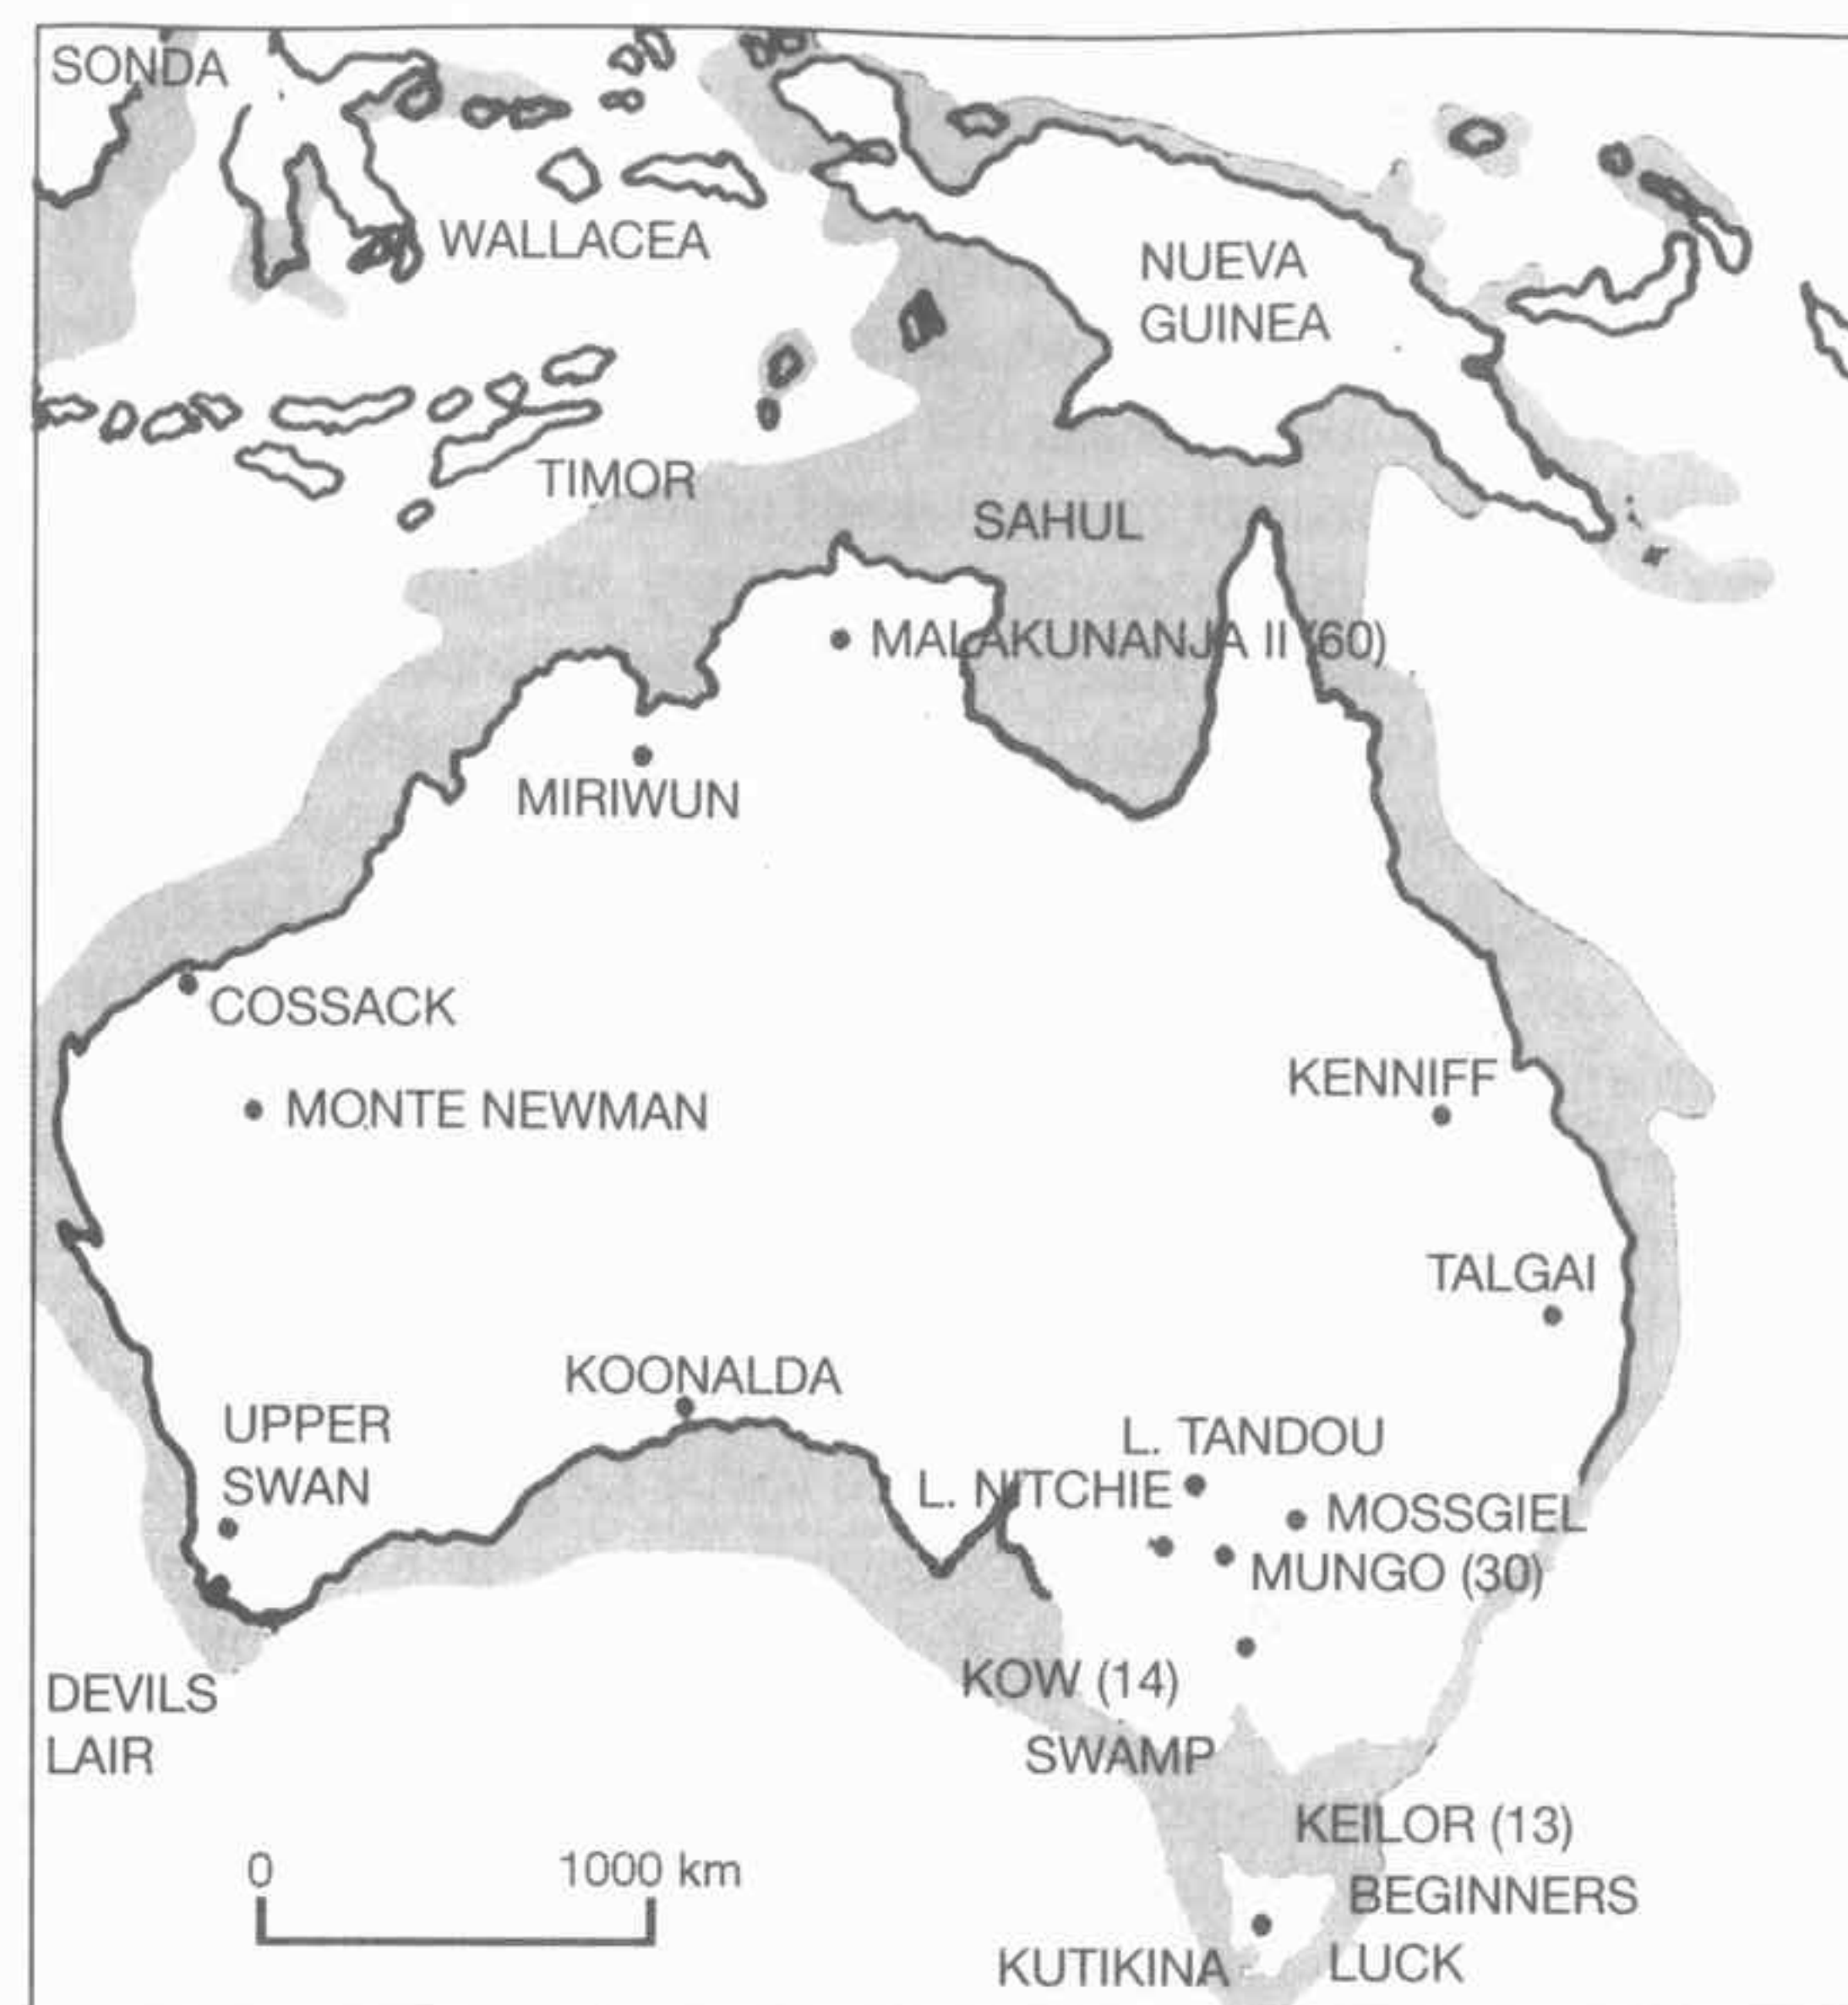 SONDA
WALLACEA
NUEVA
GUINEA
TIMOR
SAHUL
MALAKUNANJA II (60)
MIRIWUN
COSSACK
MONTE NEWMAN
KENNIFF
TALGAI
KOONALDA
UPPER
SWAN
L. TANDOU
L. NITCHIE
MOSSGIEL
MUNGO (30)
KOW (14)
SWAMP
DEVILS
LAIR
KEILOR (13)
BEGINNERS
LUCK
KUTIKINA
0 1000 km